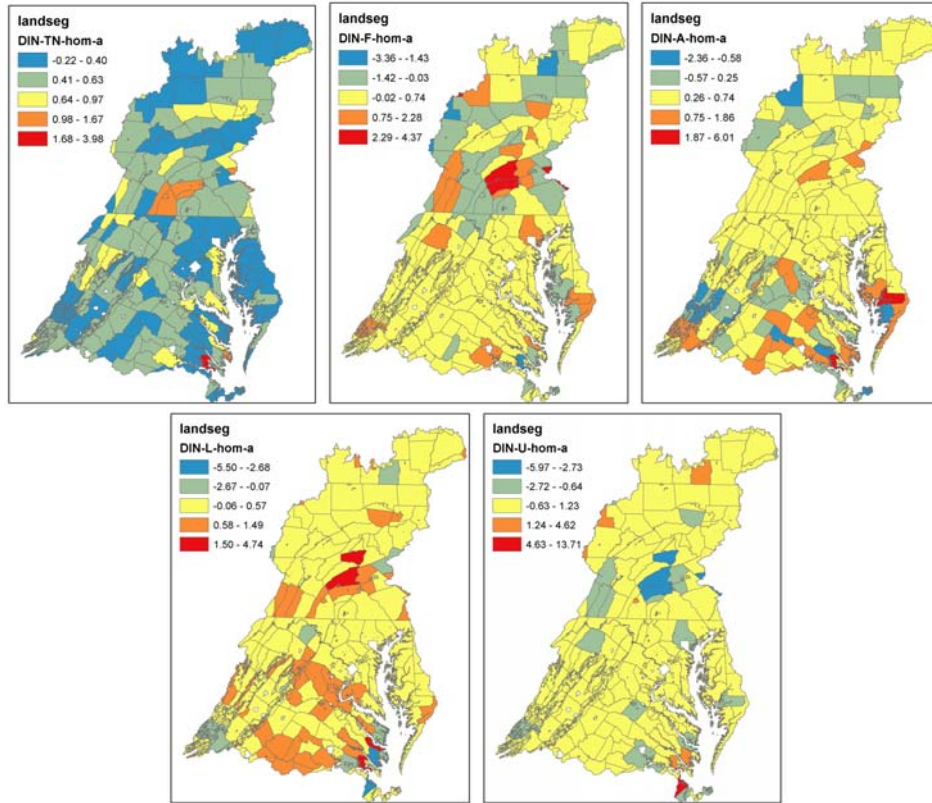 landseg
DIN-TN-hom-a
-0.22 - 0.40
0.41 - 0.63
0.64 - 0.97
0.98 - 1.67
1.68 - 3.98
landseg
DIN-F-hom-a
-3.36 - -1.43
-1.42 - -0.03
-0.02 - 0.74
0.75 - 2.28
2.29 - 4.37
landseg
DIN-A-hom-a
-2.36 - -0.58
-0.57 - 0.25
0.26 - 0.74
0.75 - 1.86
1.87 - 6.01
landseg
DIN-L-hom-a
-5.50 - -2.68
-2.67 - -0.07
-0.06 - 0.57
0.58 - 1.49
1.50 - 4.74
landseg
DIN-U-hom-a
-5.97 - -2.73
-2.72 - -0.64
-0.63 - 1.23
1.24 - 4.62
4.63 - 13.71